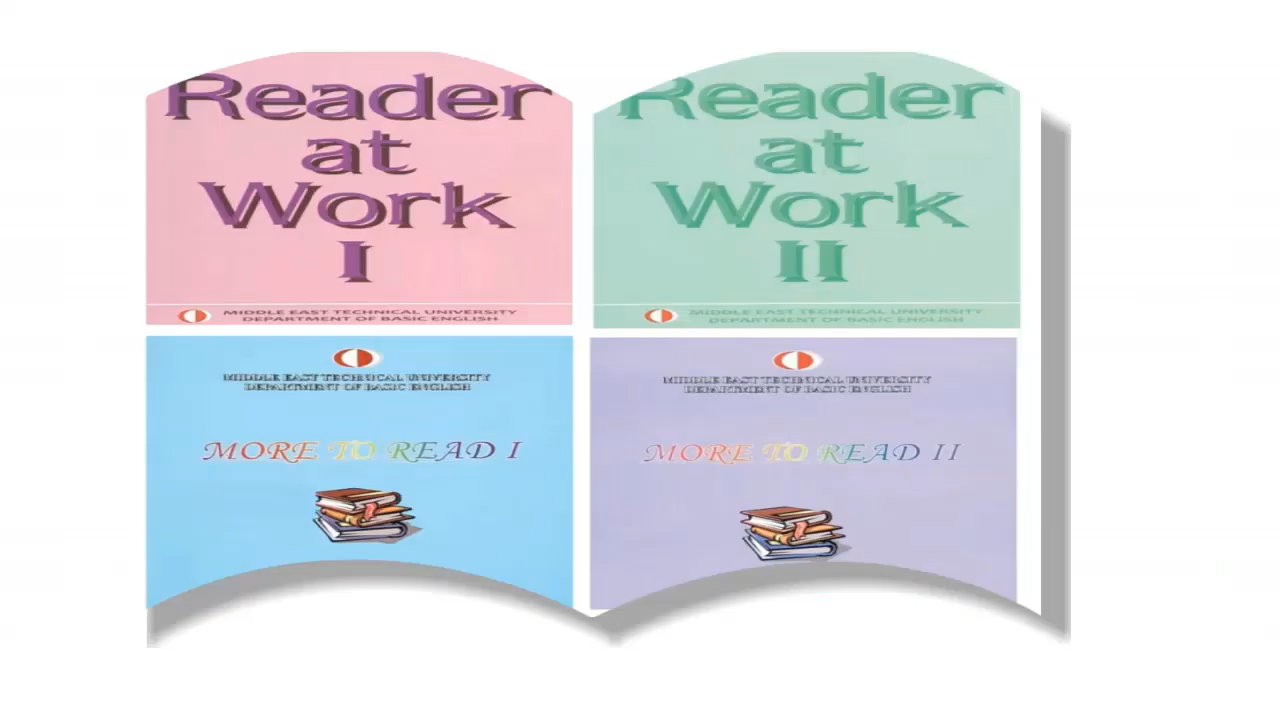 Reader
at
Work
I
MIDDLE EAST TECHNICAL UNIVERSITY
DEPARTMENT OF BASIC ENGLISH
Reader
at
Work
II
MIDDLE EAST TECHNICAL UNIVERSITY
DEPARTMENT OF BASIC ENGLISH
MIDDLE EAST TECHNICAL UNIVERSITY
DEPARTMENT OF BASIC ENGLISH
MORE TO READ I
MIDDLE EAST TECHNICAL UNIVERSITY
DEPARTMENT OF BASIC ENGLISH
MORE TO READ II